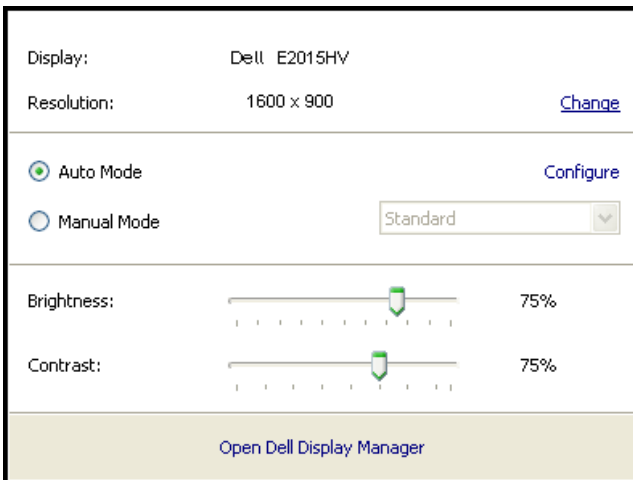 Display: Dell E2015HV
Resolution: 1600 x 900 Change
Auto Mode Configure
Manual Mode Standard
Brightness: 75%
Contrast: 75%
Open Dell Display Manager